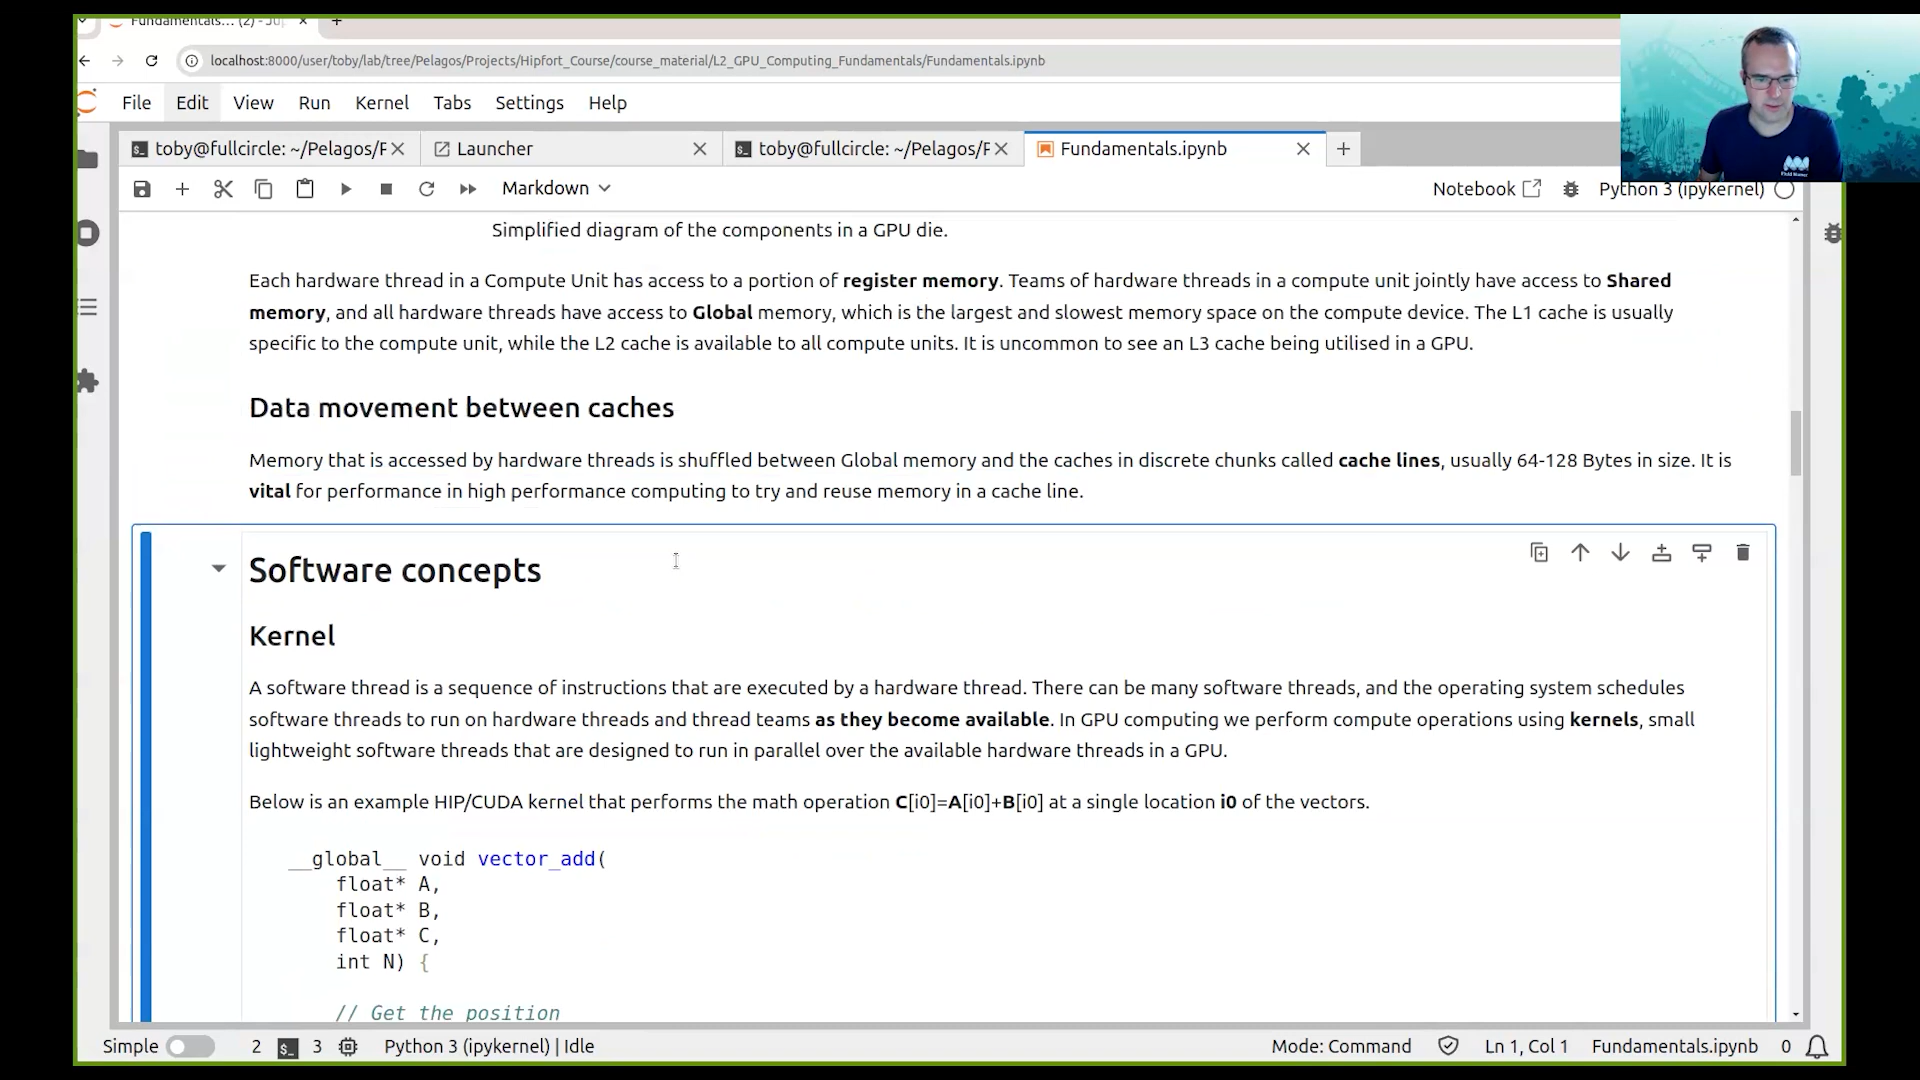 Fundamentals… (2) - Ju
localhost:8000/user/toby/lab/tree/Pelagos/Projects/Hipfort_Course/course_material/L2_GPU_Computing_Fundamentals/Fundamentals.ipynb
File Edit View Run Kernel Tabs Settings Help
toby@fullcircle: ~/Pelagos/P Launcher toby@fullcircle: ~/Pelagos/P Fundamentals.ipynb
Markdown Notebook Python 3 (ipykernel)
Simplified diagram of the components in a GPU die.
Each hardware thread in a Compute Unit has access to a portion of register memory. Teams of hardware threads in a compute unit jointly have access to Shared
memory, and all hardware threads have access to Global memory, which is the largest and slowest memory space on the compute device. The L1 cache is usually
specific to the compute unit, while the L2 cache is available to all compute units. It is uncommon to see an L3 cache being utilised in a GPU.
Data movement between caches
Memory that is accessed by hardware threads is shuffled between Global memory and the caches in discrete chunks called cache lines, usually 64-128 Bytes in size. It is
vital for performance in high performance computing to try and reuse memory in a cache line.
Software concepts
Kernel
A software thread is a sequence of instructions that are executed by a hardware thread. There can be many software threads, and the operating system schedules
software threads to run on hardware threads and thread teams as they become available. In GPU computing we perform compute operations using kernels, small
lightweight software threads that are designed to run in parallel over the available hardware threads in a GPU.
Below is an example HIP/CUDA kernel that performs the math operation C[i0]=A[i0]+B[i0] at a single location i0 of the vectors.
__global__ void vector_add(
float* A,
float* B,
float* C,
int N) {
// Get the position
Simple 2 3 Python 3 (ipykernel) | Idle Mode: Command Ln 1, Col 1 Fundamentals.ipynb 0